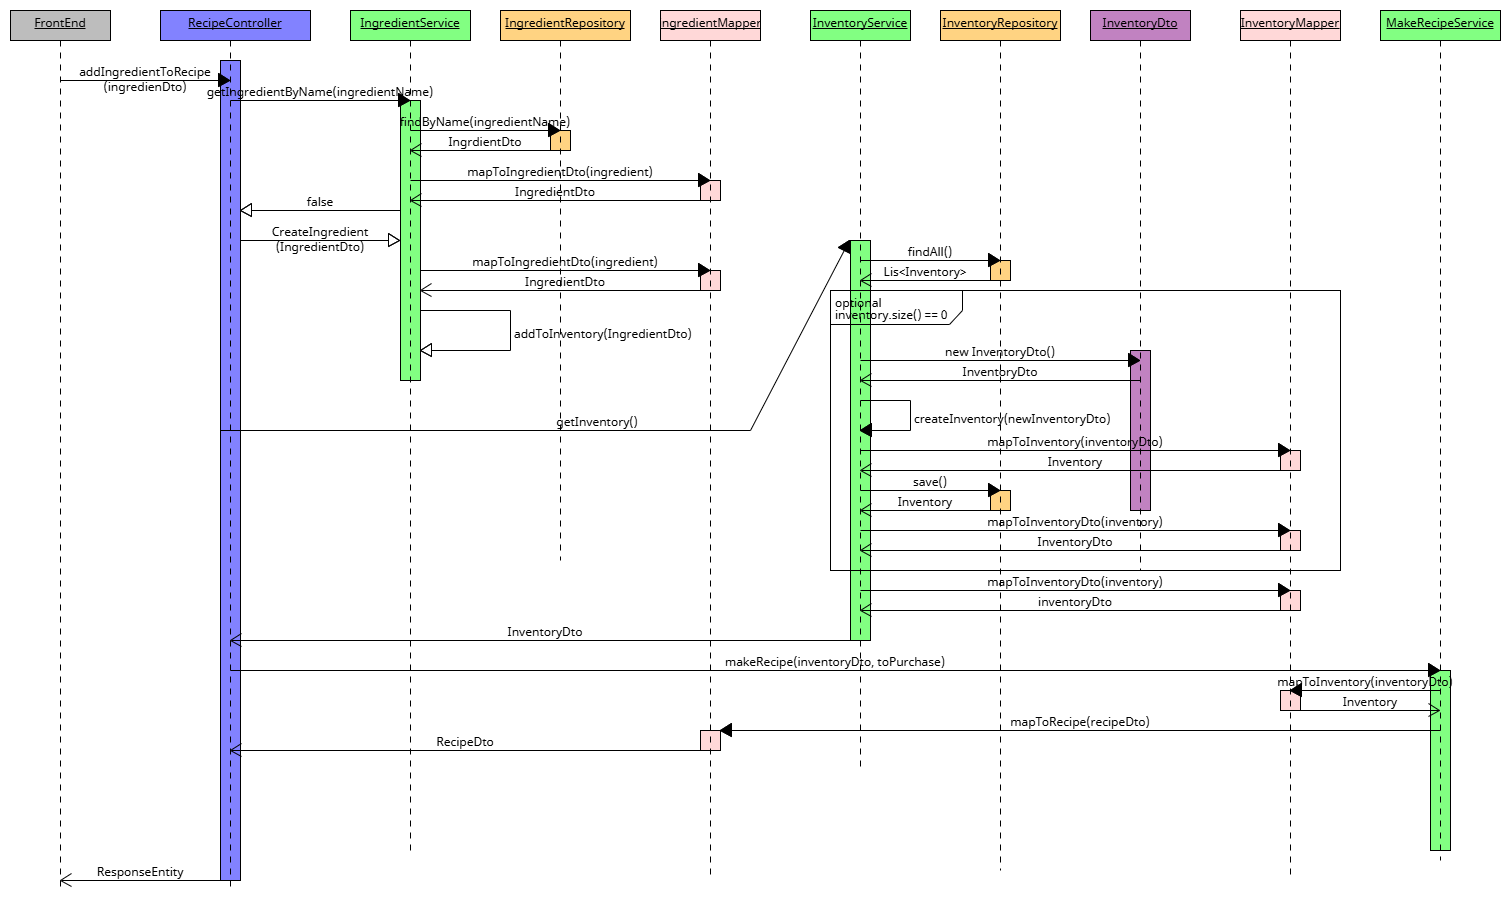 FrontEnd
RecipeController
IngredientService
IngredientRepository
IngredientMapper
InventoryService
InventoryRepository
InventoryDto
InventoryMapper
MakeRecipeService
addIngredientToRecipe
(ingredienDto)
getIngredientByName(ingredientName)
findByName(ingredientName)
IngrdientDto
mapToIngredientDto(ingredient)
IngredientDto
false
CreateIngredient
(IngredientDto)
findAll()
mapToIngredientDto(ingredient)
Lis<Inventory>
IngredientDto
optional
inventory.size() == 0
addToInventory(IngredientDto)
new InventoryDto()
InventoryDto
createInventory(newInventoryDto)
getInventory()
mapToInventory(inventoryDto)
Inventory
save()
Inventory
mapToInventoryDto(inventory)
InventoryDto
mapToInventoryDto(inventory)
inventoryDto
InventoryDto
makeRecipe(inventoryDto, toPurchase)
mapToInventory(inventoryDto)
Inventory
mapToRecipe(recipeDto)
RecipeDto
ResponseEntity